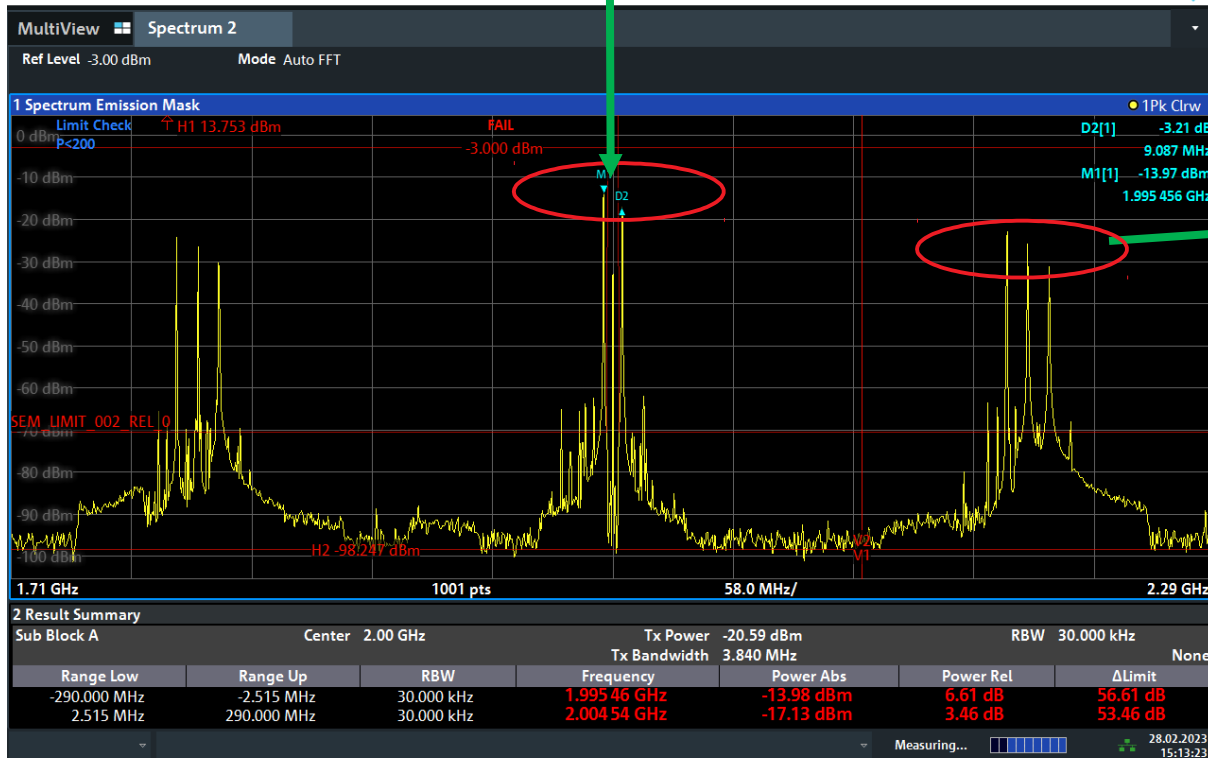 MultiView Spectrum 2
Ref Level -3.00 dBm Mode Auto FFT
1 Spectrum Emission Mask 1Pk Clrw
Limit Check H1 13.753 dBm FAIL D2[1] -3.21 dB
0 dBm P<200 -3.000 dBm 9.087 MHz
-10 dBm M D2 M1[1] -13.97 dBm
1.995 456 GHz
-20 dBm
-30 dBm
-40 dBm
-50 dBm
-60 dBm
SEM_LIMIT_002_REL_0
-70 dBm
-80 dBm
-90 dBm
H2 -98.247 dBm
V1
-100 dBm
1.71 GHz 1001 pts 58.0 MHz/ 2.29 GHz
2 Result Summary
Sub Block A Center 2.00 GHz Tx Power -20.59 dBm RBW 30.000 kHz
Tx Bandwidth 3.840 MHz None
Range Low Range Up RBW Frequency Power Abs Power Rel ΔLimit
-290.000 MHz -2.515 MHz 30.000 kHz 1.995 46 GHz -13.98 dBm 6.61 dB 56.61 dB
2.515 MHz 290.000 MHz 30.000 kHz 2.004 54 GHz -17.13 dBm 3.46 dB 53.46 dB
Measuring... 28.02.2023
15:13:23